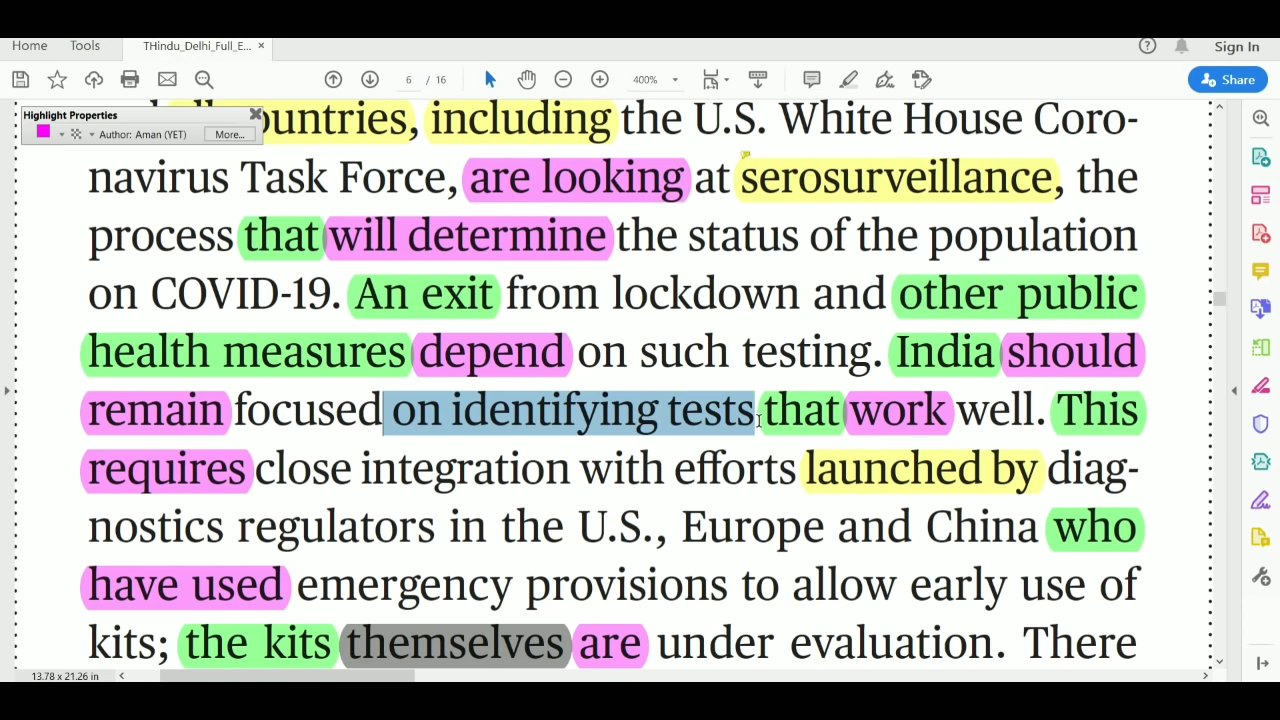 Home Tools THindu_Delhi_Full_E... × Sign In
6 / 16 400% Share
Highlight Properties
Author: Aman (YET) More...
countries, including the U.S. White House Coro-
navirus Task Force, are looking at serosurveillance, the
process that will determine the status of the population
on COVID-19. An exit from lockdown and other public
health measures depend on such testing. India should
remain focused on identifying tests that work well. This
requires close integration with efforts launched by diag-
nostics regulators in the U.S., Europe and China who
have used emergency provisions to allow early use of
kits; the kits themselves are under evaluation. There
13.78 x 21.26 in